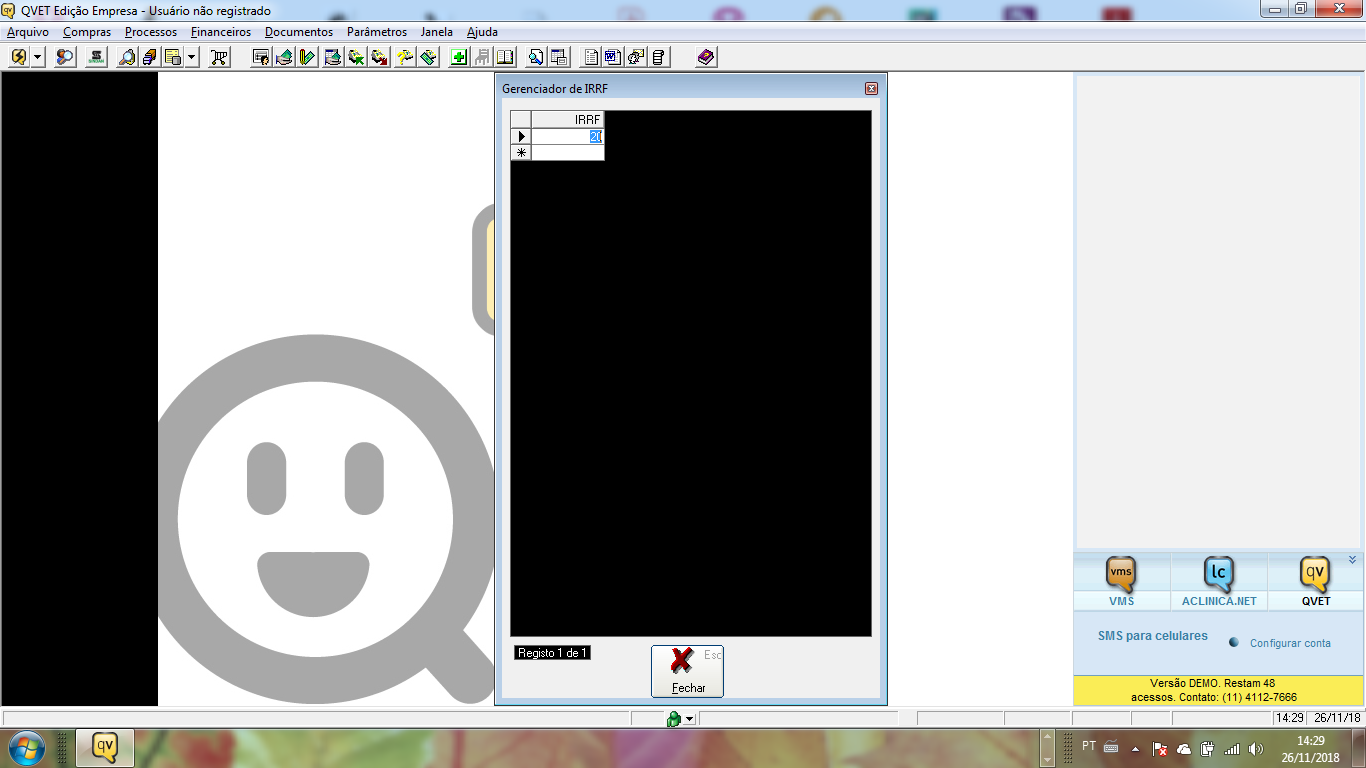 QVET Edição Empresa - Usuário não registrado
Arquivo Compras Processos Financeiros Documentos Parâmetros Janela Ajuda
Gerenciador de IRRF
IRRF
Registo 1 de 1
Esc
Fechar
vms
lc
qv
VMS
ACLINICA.NET
QVET
SMS para celulares
Configurar conta
Versão DEMO. Restam 48
acessos. Contato: (11) 4112-7666
14:29 26/11/18
qv
PT
14:29
26/11/2018